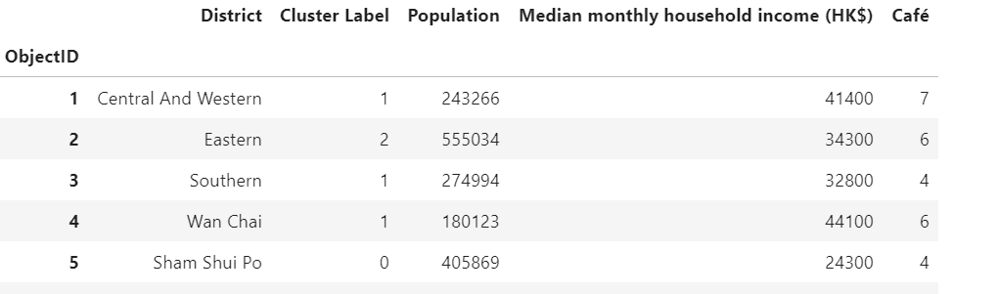 District Cluster Label Population Median monthly household income (HK$) Café
ObjectID
1 Central And Western 1 243266 41400 7
2 Eastern 2 555034 34300 6
3 Southern 1 274994 32800 4
4 Wan Chai 1 180123 44100 6
5 Sham Shui Po 0 405869 24300 4